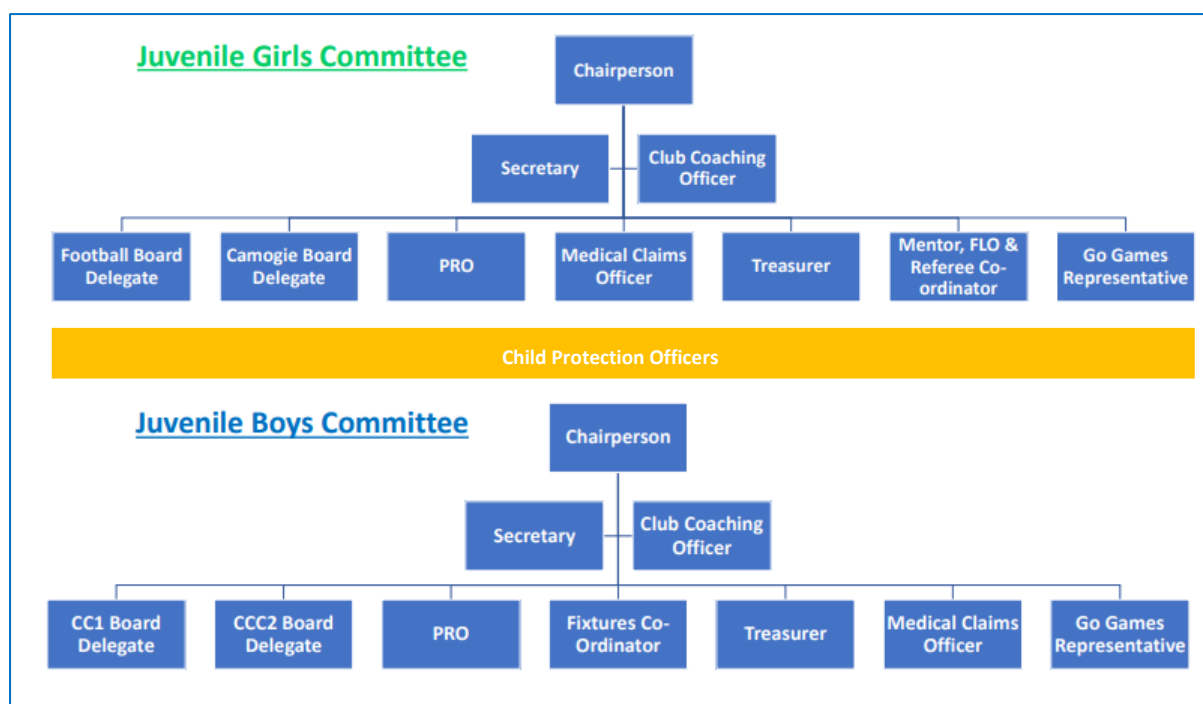 Juvenile Girls Committee
Chairperson
Secretary
Club Coaching
Officer
Football Board
Delegate
Camogie Board
Delegate
PRO
Medical Claims
Officer
Treasurer
Mentor, FLO &
Referee Co-
ordinator
Go Games
Representative
Child Protection Officers
Juvenile Boys Committee
Chairperson
Secretary
Club Coaching
Officer
CC1 Board
Delegate
CCC2 Board
Delegate
PRO
Fixtures Co-
Ordinator
Treasurer
Medical Claims
Officer
Go Games
Representative